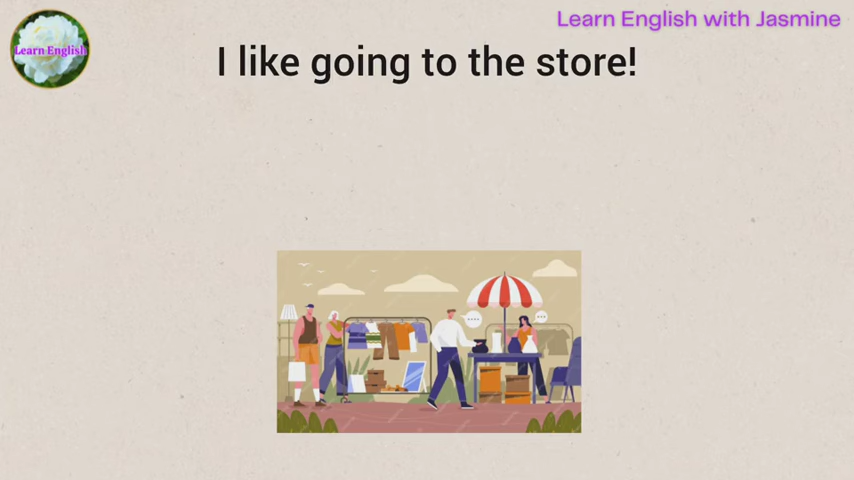 Learn English with Jasmine
Learn English
I like going to the store!